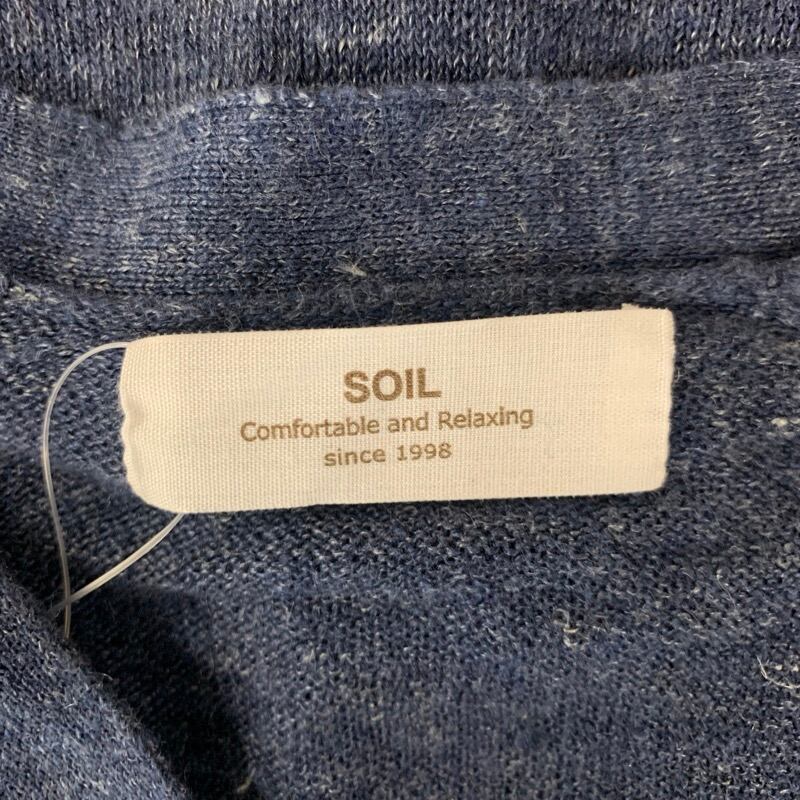 SOIL
Comfortable and Relaxing
since 1998